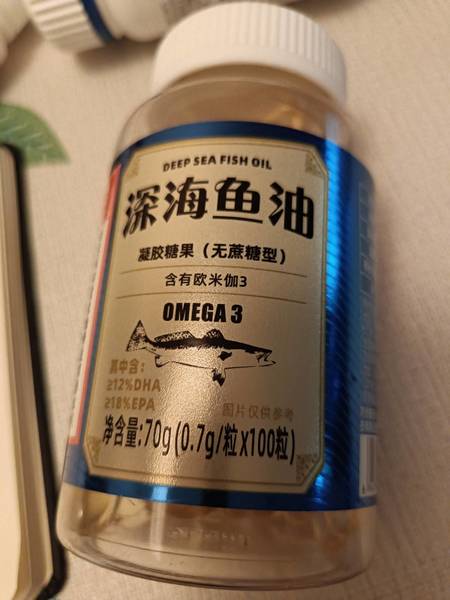 DEEP SEA FISH OIL
深海鱼油
凝胶糖果（无蔗糖型）
含有欧米伽3
OMEGA 3
其中含：
≥12%DHA
≥18%EPA
图片仅供参考
净含量:70g(0.7g/粒X100粒)